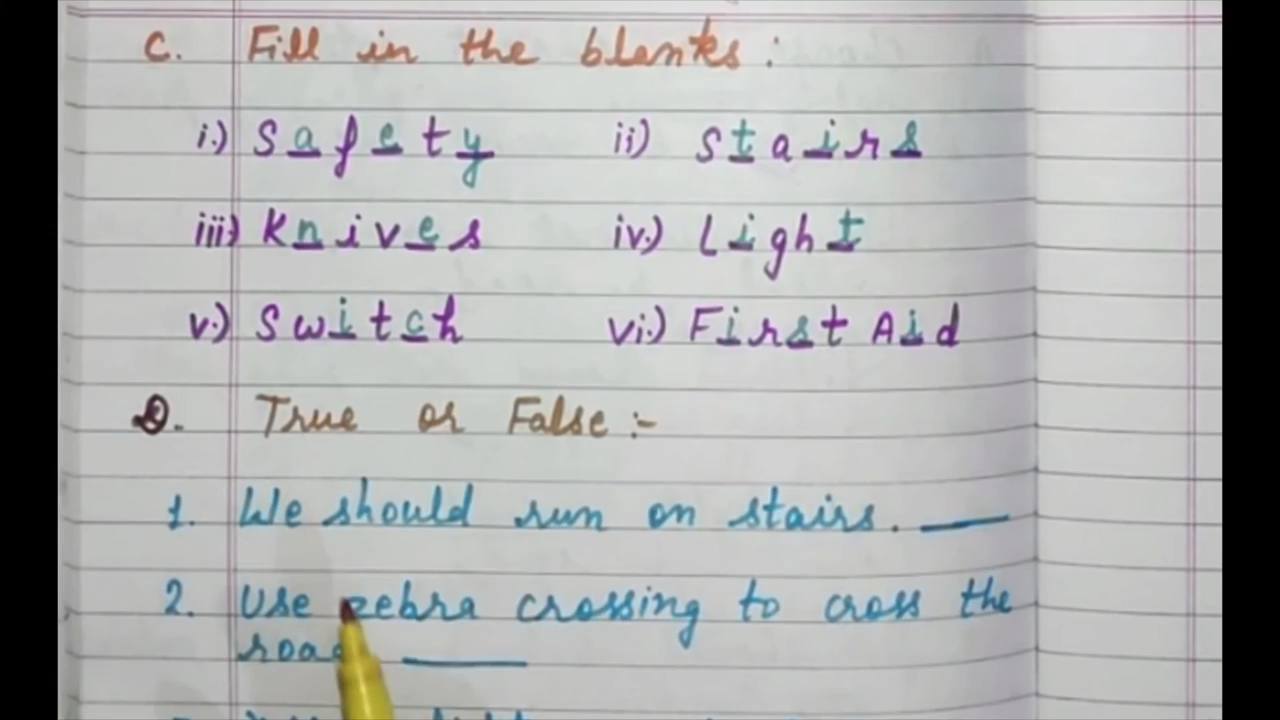 C. Fill in the blanks :
i.) Safety ii) Stairs
iii) Knives iv.) Light
v.) Switch vi.) First Aid
D. True or False :-
1. We should run on stairs. ___
2. Use zebra crossing to cross the
road ___